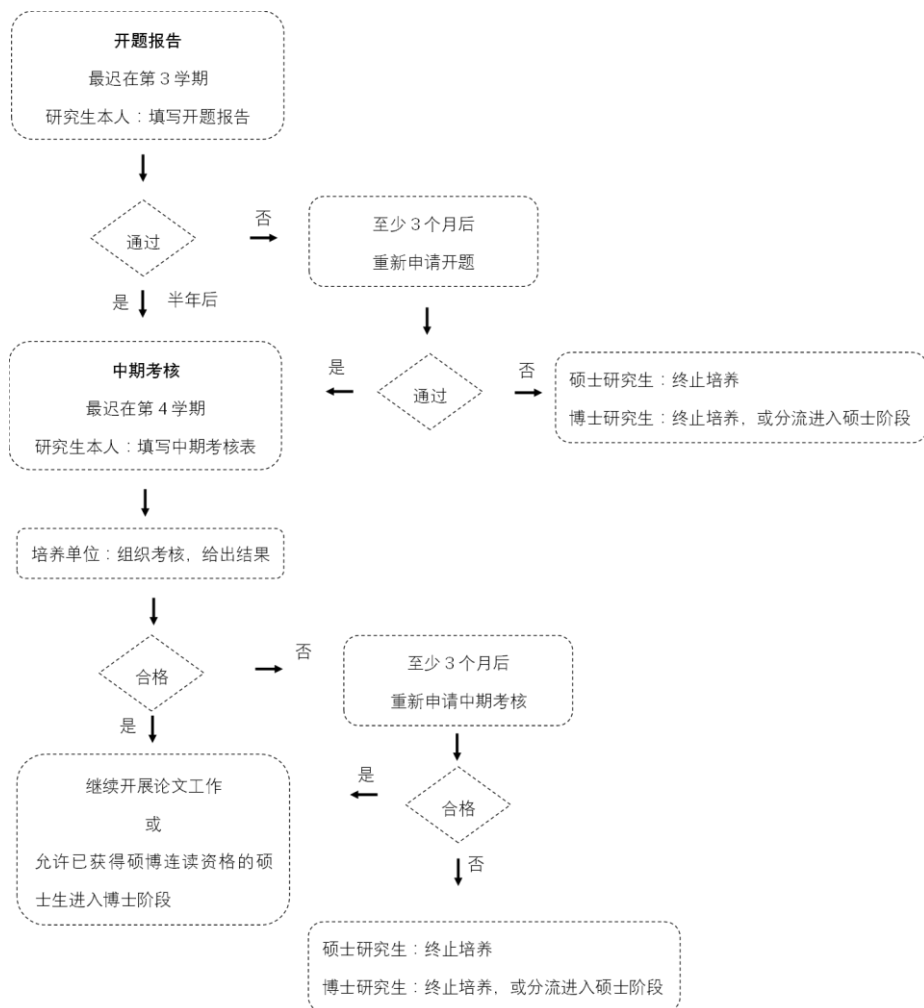 开题报告
最迟在第3学期
研究生本人：填写开题报告
通过
否
至少3个月后
重新申请开题
是
半年后
中期考核
最迟在第4学期
研究生本人：填写中期考核表
是
通过
否
硕士研究生：终止培养
博士研究生：终止培养，或分流进入硕士阶段
培养单位：组织考核，给出结果
合格
否
至少3个月后
重新申请中期考核
是
继续开展论文工作
或
允许已获得硕博连读资格的硕
士生进入博士阶段
是
合格
否
硕士研究生：终止培养
博士研究生：终止培养，或分流进入硕士阶段